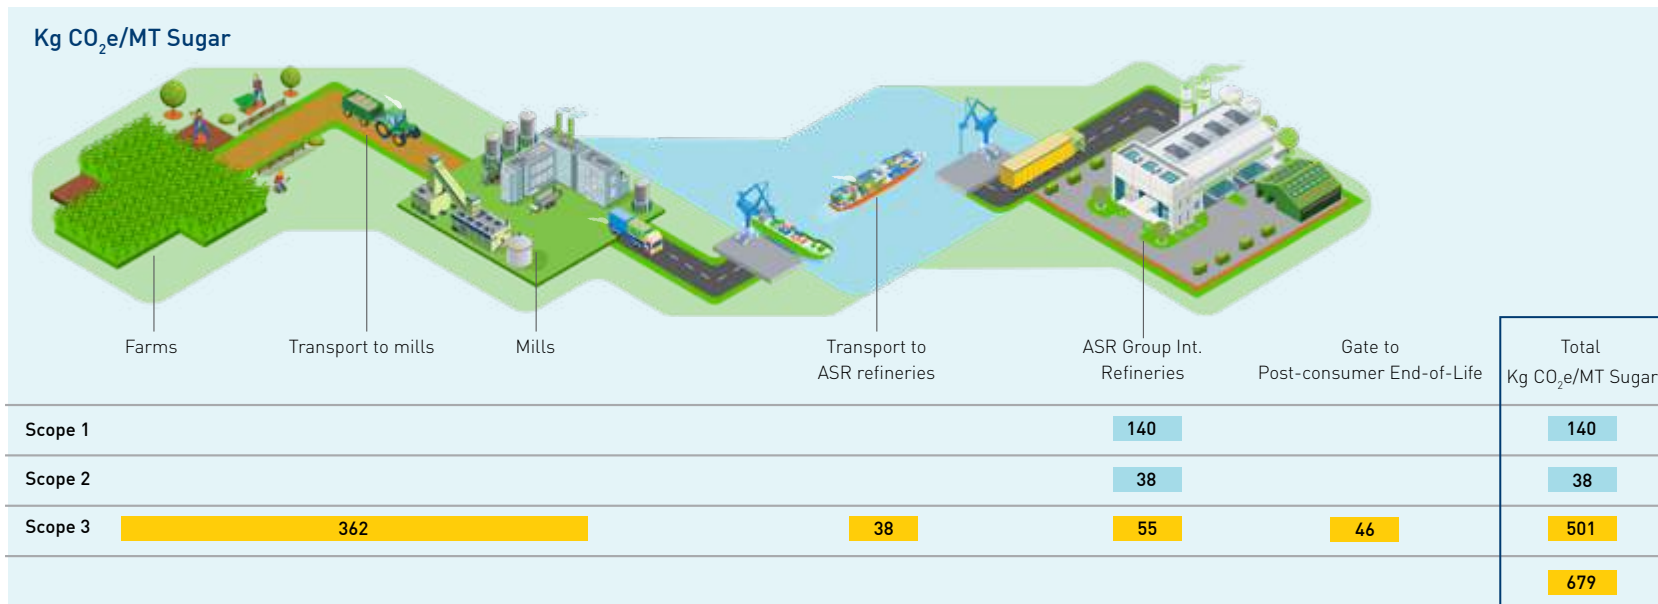 Kg CO₂e/MT Sugar
Farms
Transport to mills
Mills
Transport to
ASR refineries
ASR Group Int.
Refineries
Gate to
Post-consumer End-of-Life
Total
Kg CO₂e/MT Sugar
Scope 1
140
140
Scope 2
38
38
Scope 3
362
38
55
46
501
679